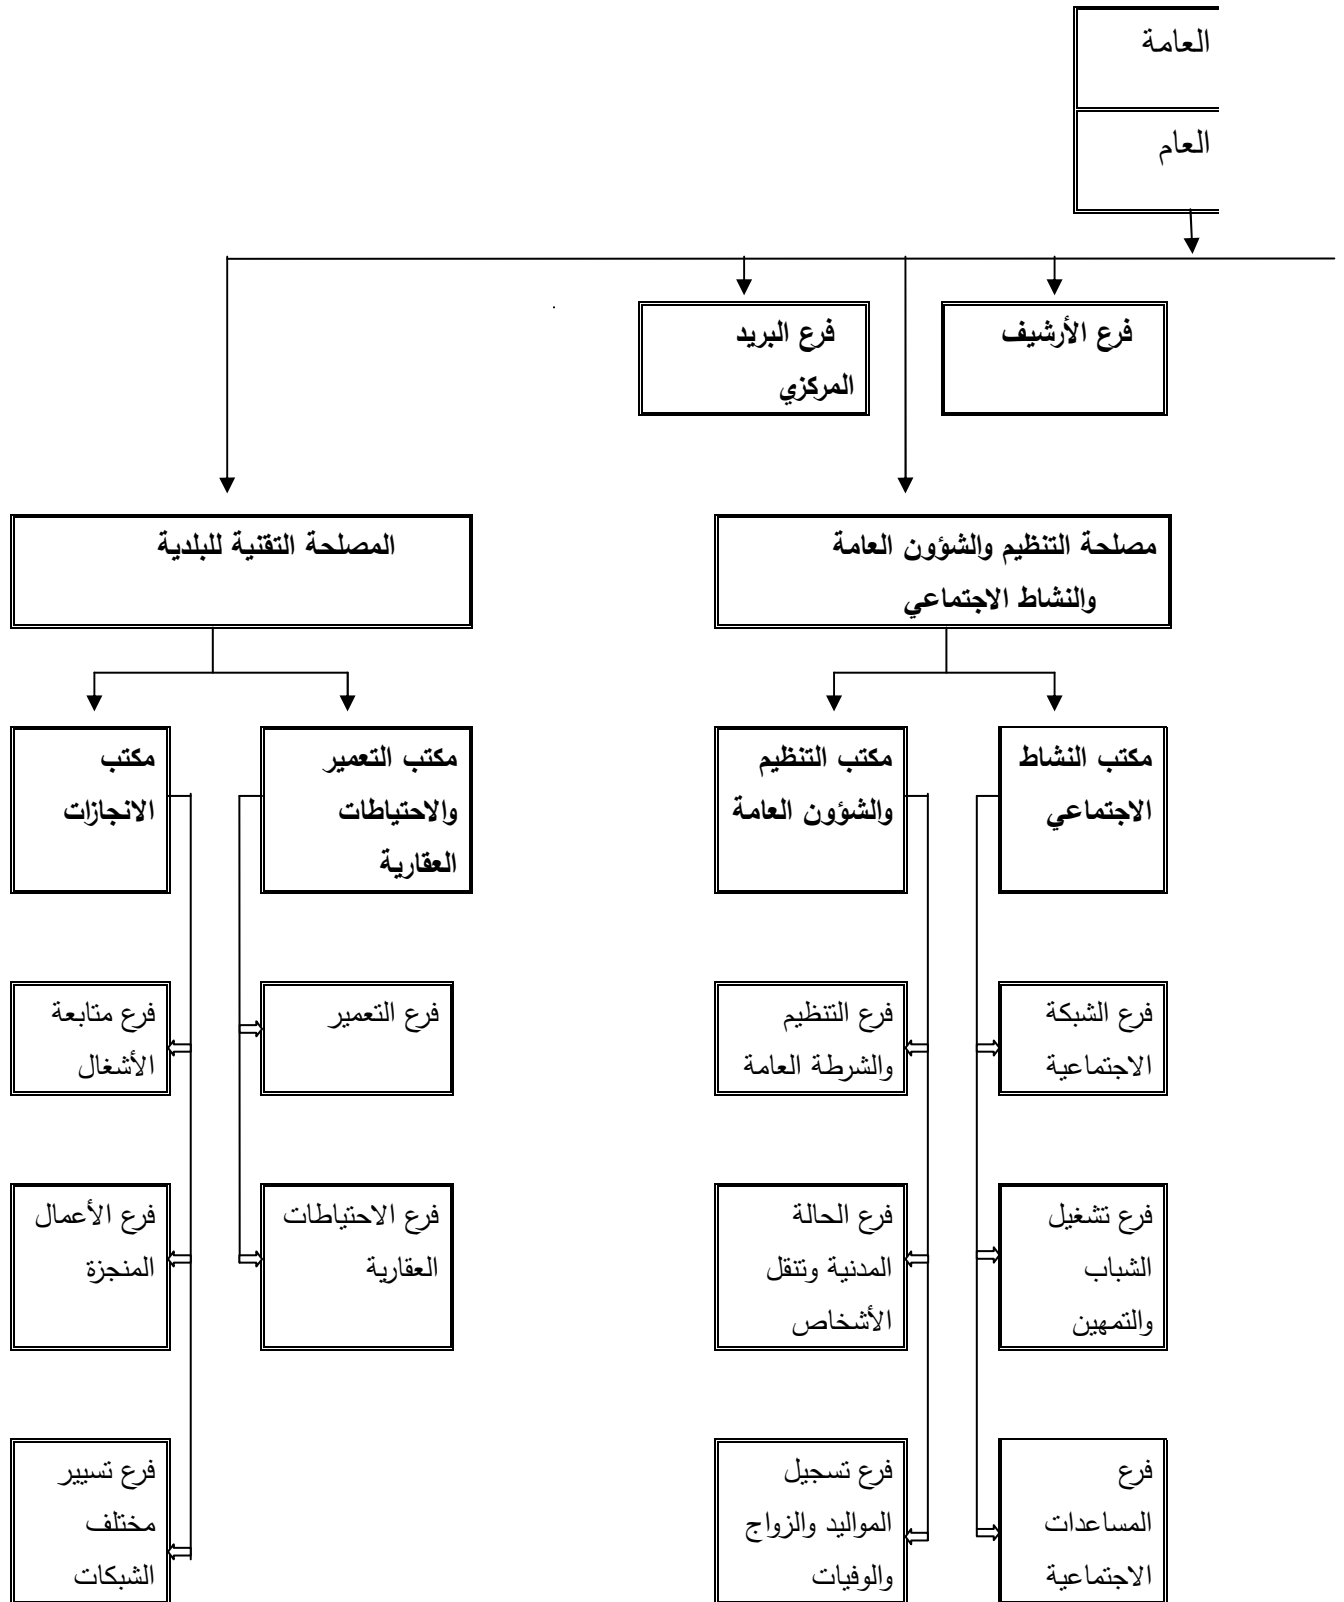 العامة
العام
فرع الأرشيف
فرع البريد
المركزي
مصلحة التنظيم والشؤون العامة
والنشاط الاجتماعي
المصلحة التقنية للبلدية
مكتب النشاط
الاجتماعي
مكتب التنظيم
والشؤون العامة
مكتب التعمير
والاحتياطات
العقارية
مكتب
الانجازات
فرع الشبكة
الاجتماعية
فرع التنظيم
والشرطة العامة
فرع التعمير
فرع متابعة
الأشغال
فرع تشغيل
الشباب
والتمهين
فرع الحالة
المدنية وتنقل
الأشخاص
فرع الاحتياطات
العقارية
فرع الأعمال
المنجزة
فرع
المساعدات
الاجتماعية
فرع تسجيل
المواليد والزواج
والوفيات
فرع تسيير
مختلف
الشبكات